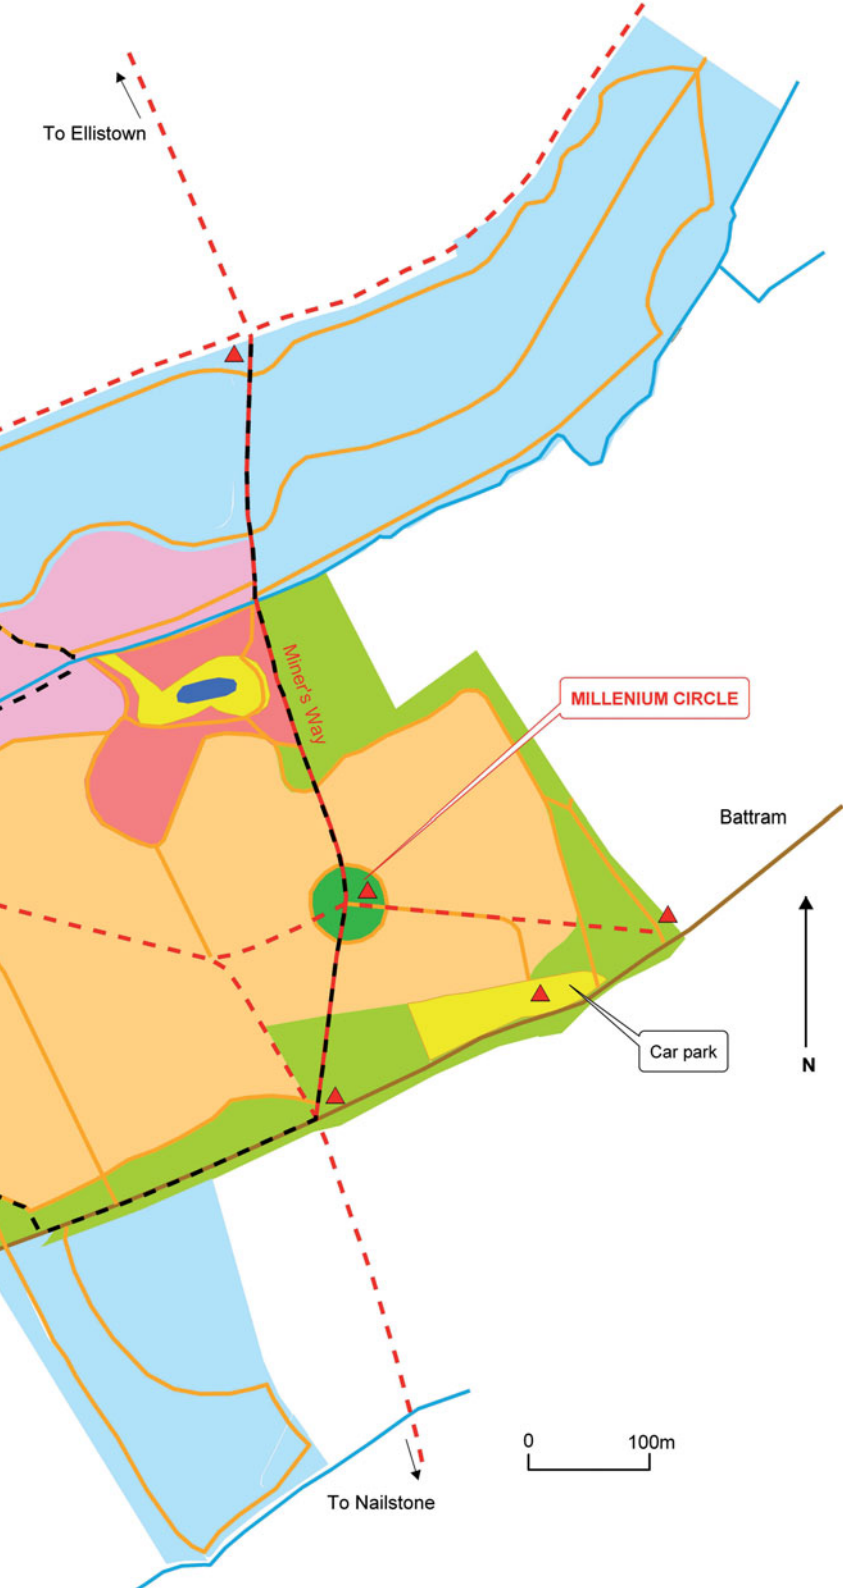 To Ellistown
Miner's Way
MILLENIUM CIRCLE
Battram
Car park
N
0 100m
To Nailstone